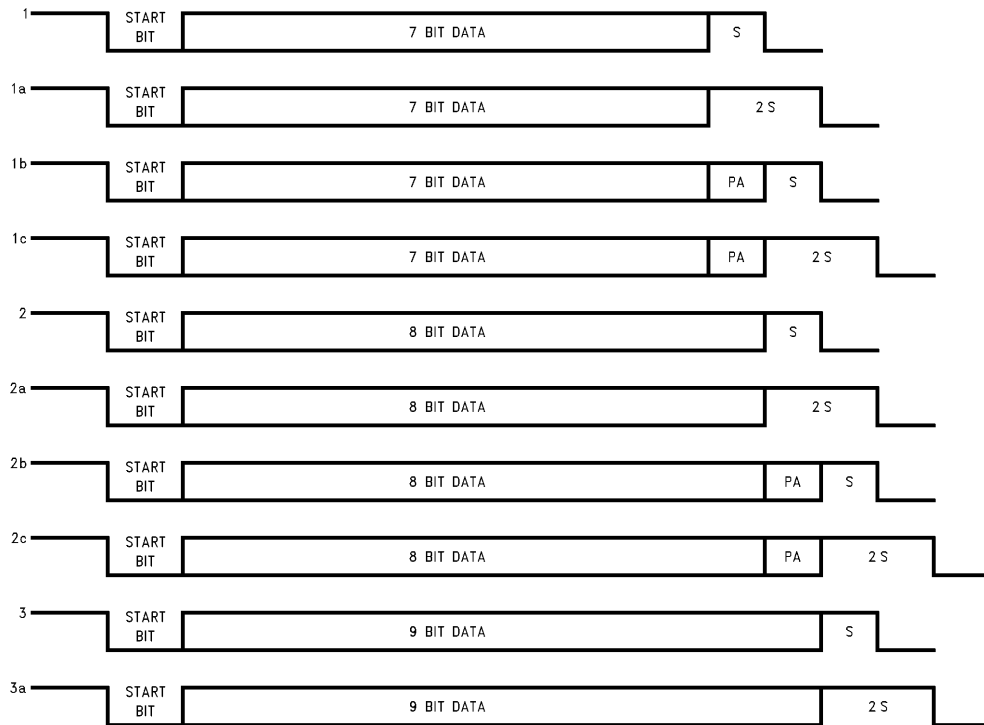 1 START BIT 7 BIT DATA S
1a START BIT 7 BIT DATA 2 S
1b START BIT 7 BIT DATA PA S
1c START BIT 7 BIT DATA PA 2 S
2 START BIT 8 BIT DATA S
2a START BIT 8 BIT DATA 2 S
2b START BIT 8 BIT DATA PA S
2c START BIT 8 BIT DATA PA 2 S
3 START BIT 9 BIT DATA S
3a START BIT 9 BIT DATA 2 S